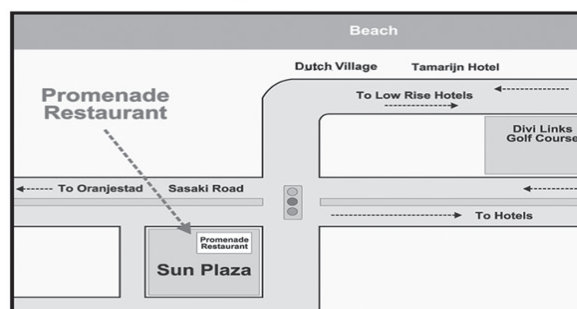 Beach
Dutch Village
Tamarijn Hotel
To Low Rise Hotels
Promenade
Restaurant
Divi Links
Golf Course
To Oranjestad
Sasaki Road
To Hotels
Promenade
Restaurant
Sun Plaza